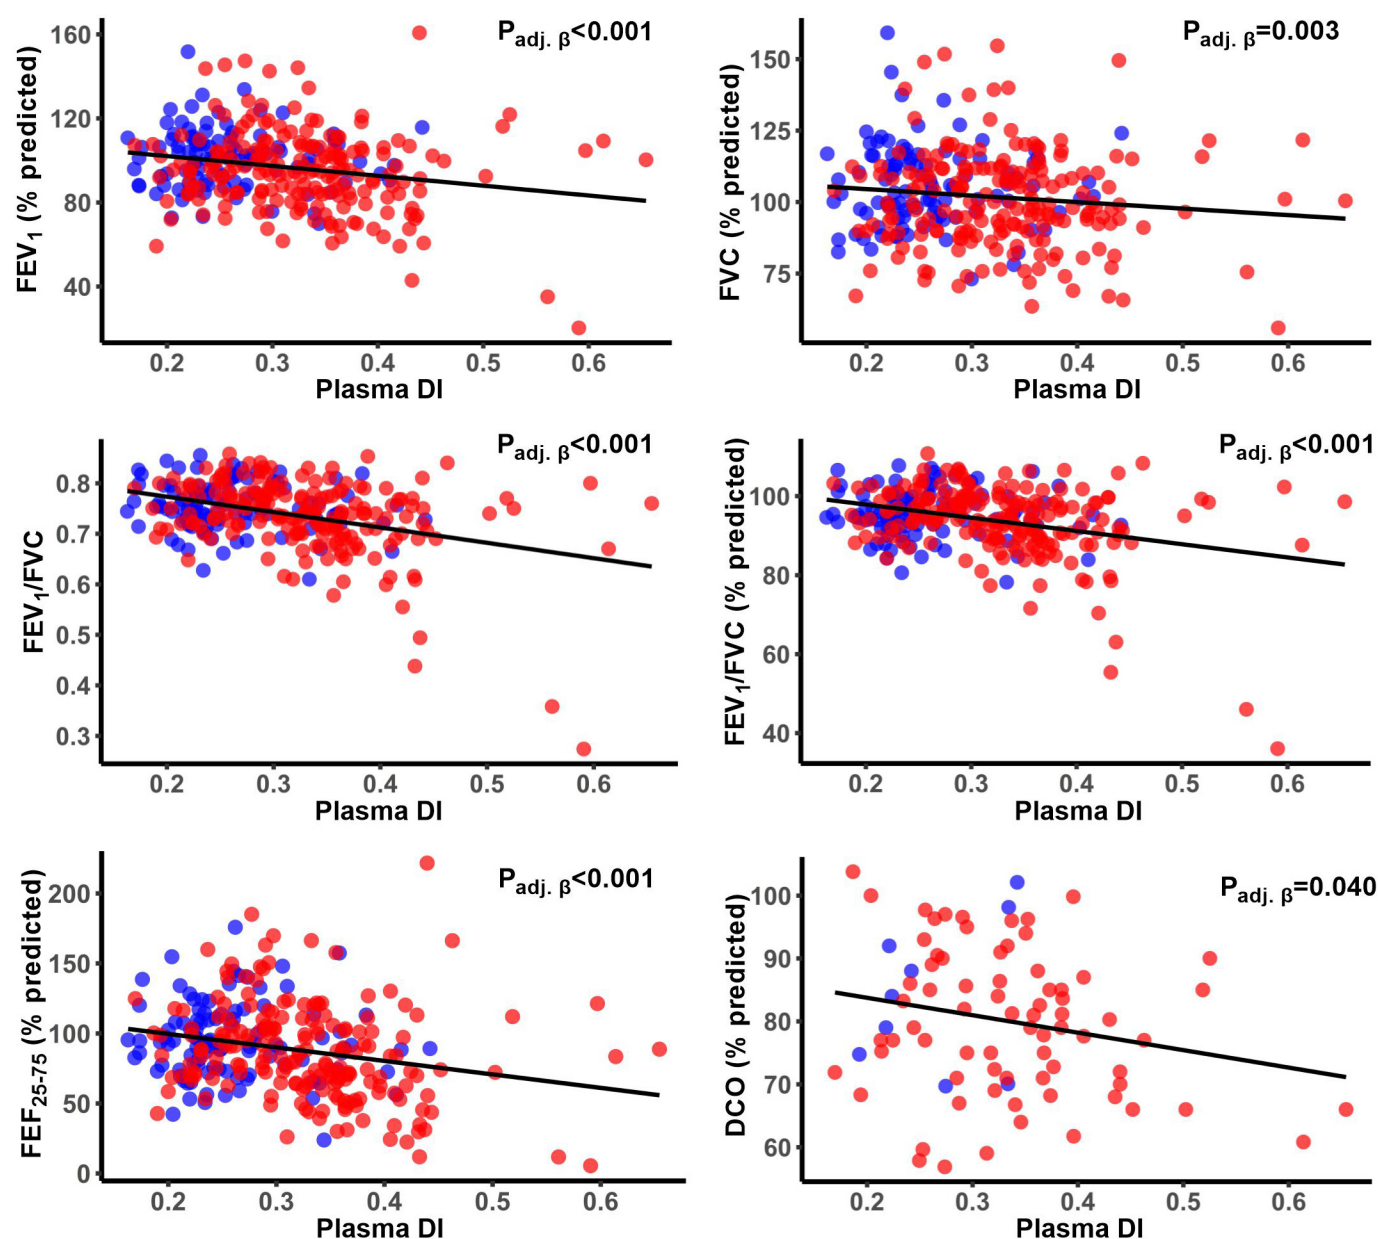 FEV1 (% predicted)
160
120
80
40
Padj. β<0.001
0.2 0.3 0.4 0.5 0.6
Plasma DI
FVC (% predicted)
150
125
100
75
Padj. β=0.003
0.2 0.3 0.4 0.5 0.6
Plasma DI
FEV1/FVC
0.8
0.7
0.6
0.5
0.4
0.3
Padj. β<0.001
0.2 0.3 0.4 0.5 0.6
Plasma DI
FEV1/FVC (% predicted)
100
80
60
40
Padj. β<0.001
0.2 0.3 0.4 0.5 0.6
Plasma DI
FEF25-75 (% predicted)
200
150
100
50
0
Padj. β<0.001
0.2 0.3 0.4 0.5 0.6
Plasma DI
DCO (% predicted)
100
90
80
70
60
Padj. β=0.040
0.2 0.3 0.4 0.5 0.6
Plasma DI